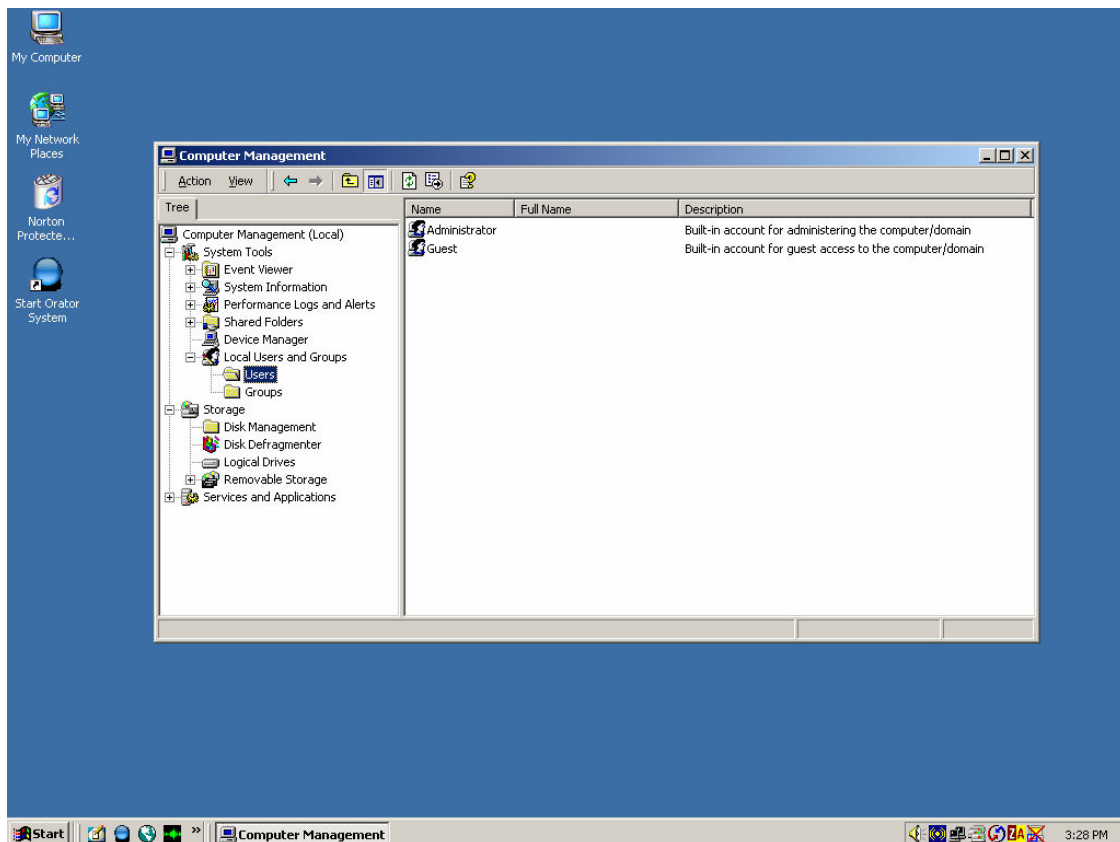 My Computer
My Network
Places
Norton
Protecte...
Start Orator
System
Computer Management
Action View
Tree
Name Full Name Description
Computer Management (Local)
System Tools
Event Viewer
System Information
Performance Logs and Alerts
Shared Folders
Device Manager
Local Users and Groups
Users
Groups
Storage
Disk Management
Disk Defragmenter
Logical Drives
Removable Storage
Services and Applications
Administrator Built-in account for administering the computer/domain
Guest Built-in account for guest access to the computer/domain
Start » Computer Management ZA 3:28 PM